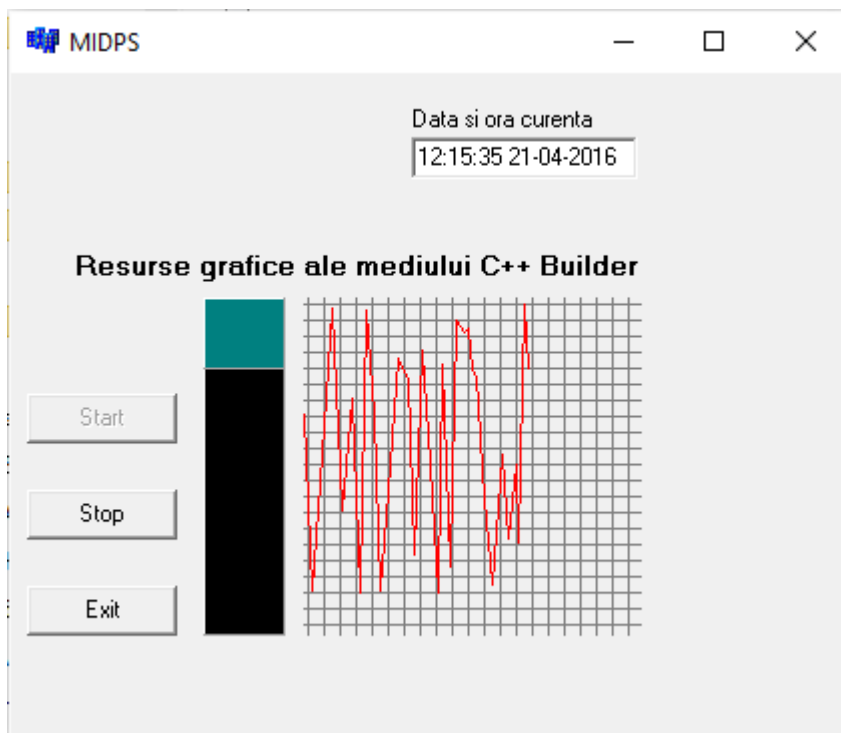 MIDPS
Data si ora curenta
12:15:35 21-04-2016
Resurse grafice ale mediului C++ Builder
Start
Stop
Exit